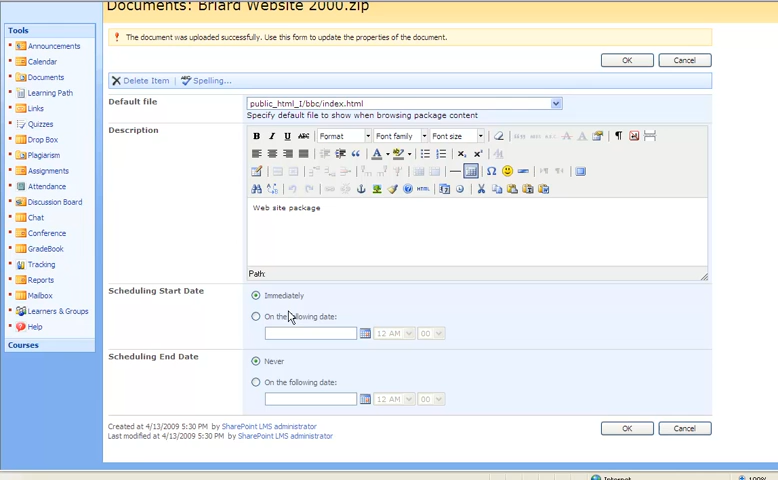 Documents: Briard Website 2000.zip
Tools
Announcements
Calendar
Documents
Learning Path
Links
Quizzes
Drop Box
Plagiarism
Assignments
Attendance
Discussion Board
Chat
Conference
GradeBook
Tracking
Reports
Mailbox
Learners & Groups
Help
Courses
The document was uploaded successfully. Use this form to update the properties of the document.
OK Cancel
Delete Item | Spelling...
Default file
public_html_I/bbc/index.html
Specify default file to show when browsing package content
Description
B I U ABC Format Font family Font size
HTML
Web site package
Path:
Scheduling Start Date
Immediately
On the following date:
12 AM 00
Scheduling End Date
Never
On the following date:
12 AM 00
Created at 4/13/2009 5:30 PM by SharePoint LMS administrator
Last modified at 4/13/2009 5:30 PM by SharePoint LMS administrator
OK Cancel
Internet
100%